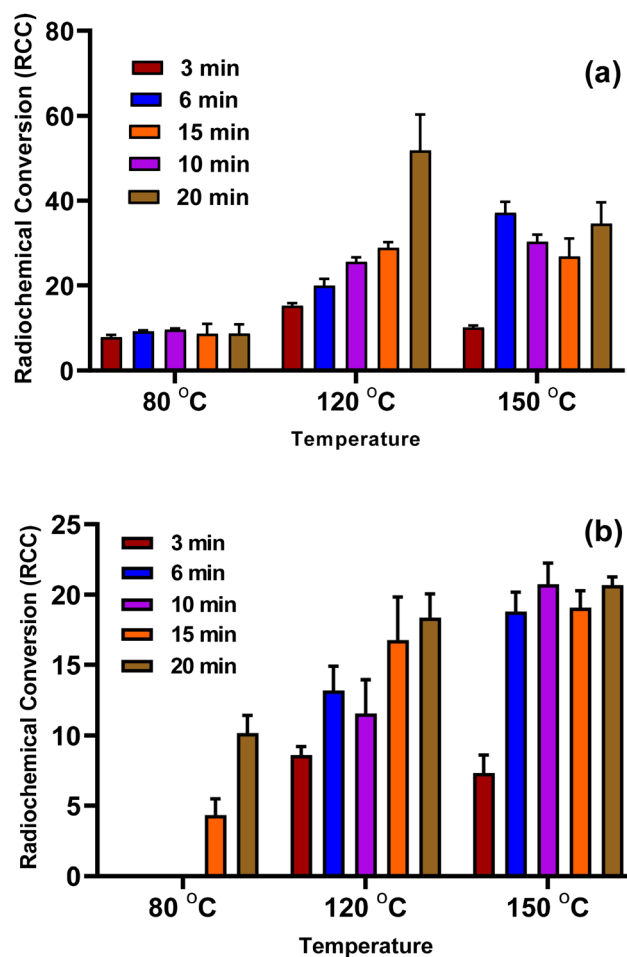 (a)
Radiochemical Conversion (RCC)
80
60
40
20
0
3 min
6 min
15 min
10 min
20 min
80 °C
120 °C
150 °C
Temperature
(b)
Radiochemical Conversion (RCC)
25
20
15
10
5
0
3 min
6 min
10 min
15 min
20 min
80 °C
120 °C
150 °C
Temperature